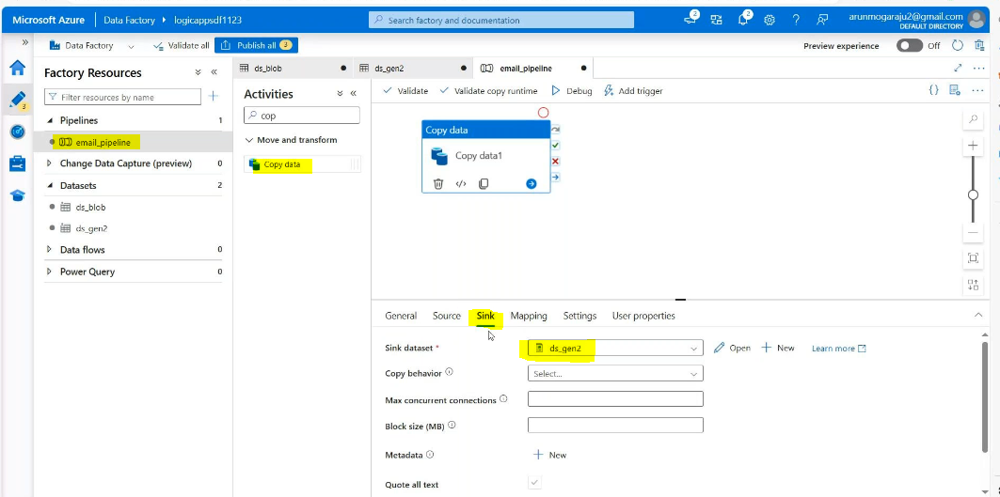 Microsoft Azure
Data Factory
logicappsdf1123
Search factory and documentation
2
2
arunmogaraju2@gmail.com
DEFAULT DIRECTORY
Data Factory
Validate all
Publish all 3
Preview experience
Off
3
Factory Resources
Filter resources by name
Pipelines 1
email_pipeline
Change Data Capture (preview) 0
Datasets 2
ds_blob
ds_gen2
Data flows 0
Power Query 0
ds_blob
ds_gen2
email_pipeline
Activities
cop
Move and transform
Copy data
Validate
Validate copy runtime
Debug
Add trigger
Copy data
Copy data1
General
Source
Sink
Mapping
Settings
User properties
Sink dataset *
ds_gen2
Open
New
Learn more
Copy behavior
Select...
Max concurrent connections
Block size (MB)
Metadata
New
Quote all text